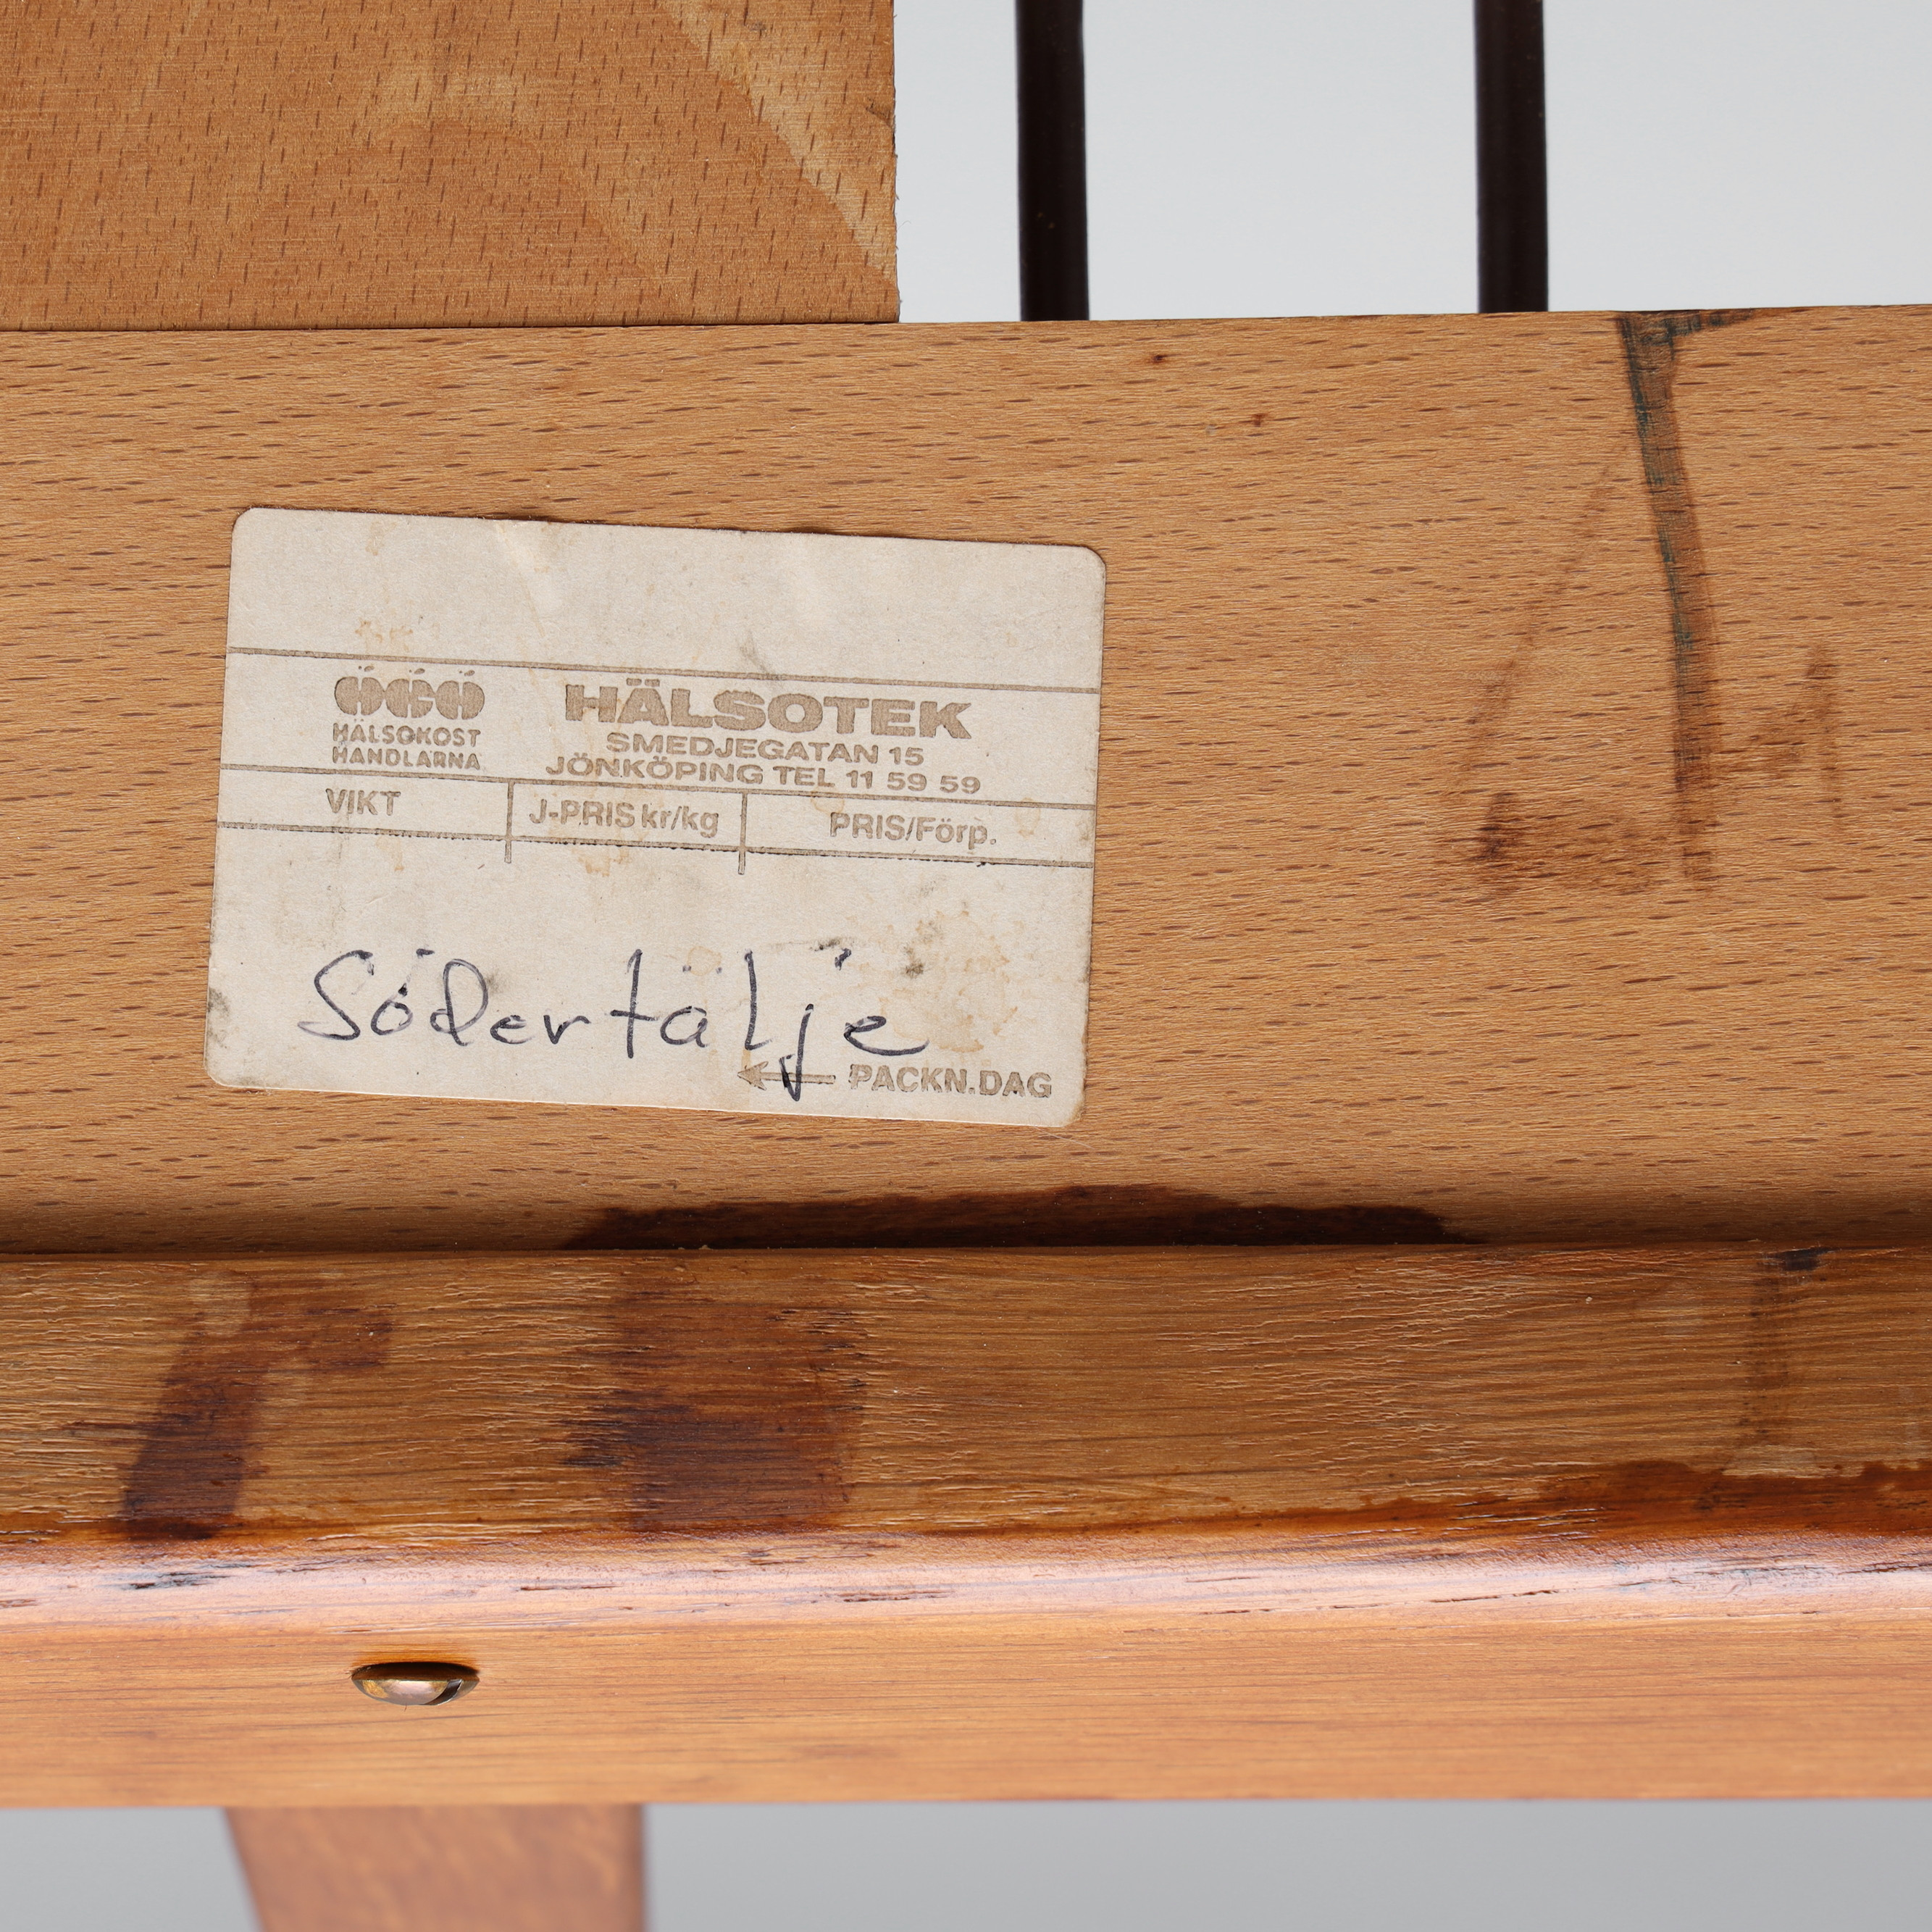 HÄLSOKOST
HANDLARNA
HÄLSOTEK
SMEDJEGATAN 15
JÖNKÖPING TEL 11 59 59
VIKT
J-PRIS kr/kg
PRIS/Förp.
Södertälje
PACKN.DAG